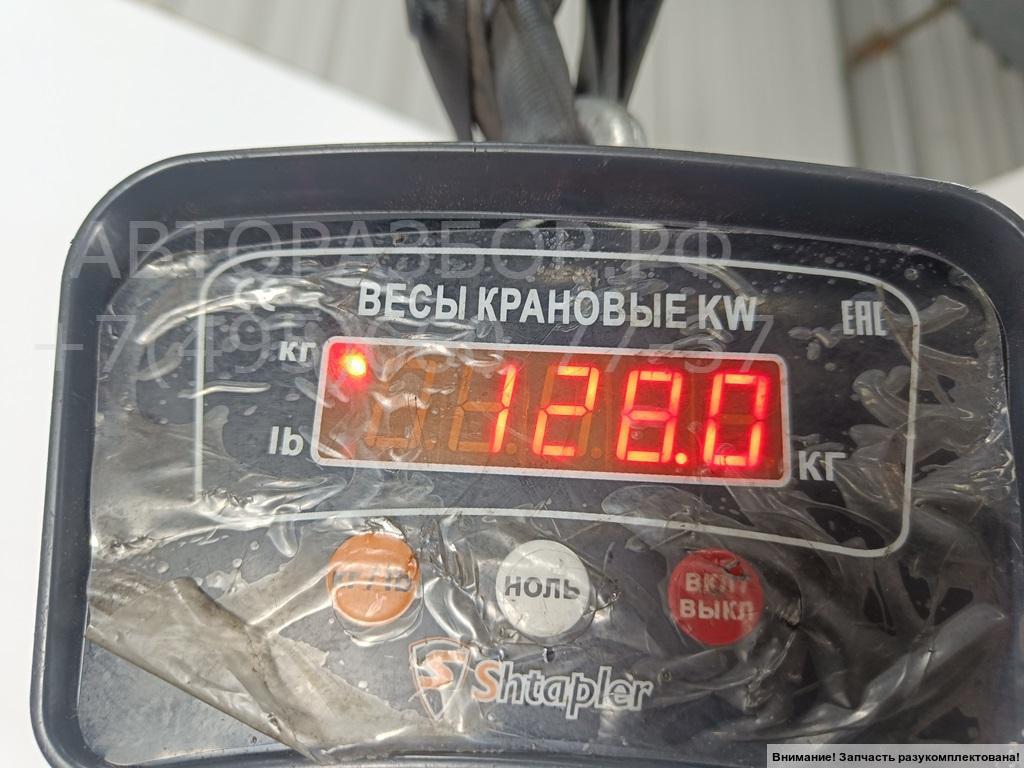 АВТОРАЗБОР.РФ
ВЕСЫ КРАНОВЫЕ KW
EAC
кг
128.0
lb
КГ
НОЛЬ
ВКЛ
ВЫКЛ
Shtapler
Внимание! Запчасть разукомплектована!